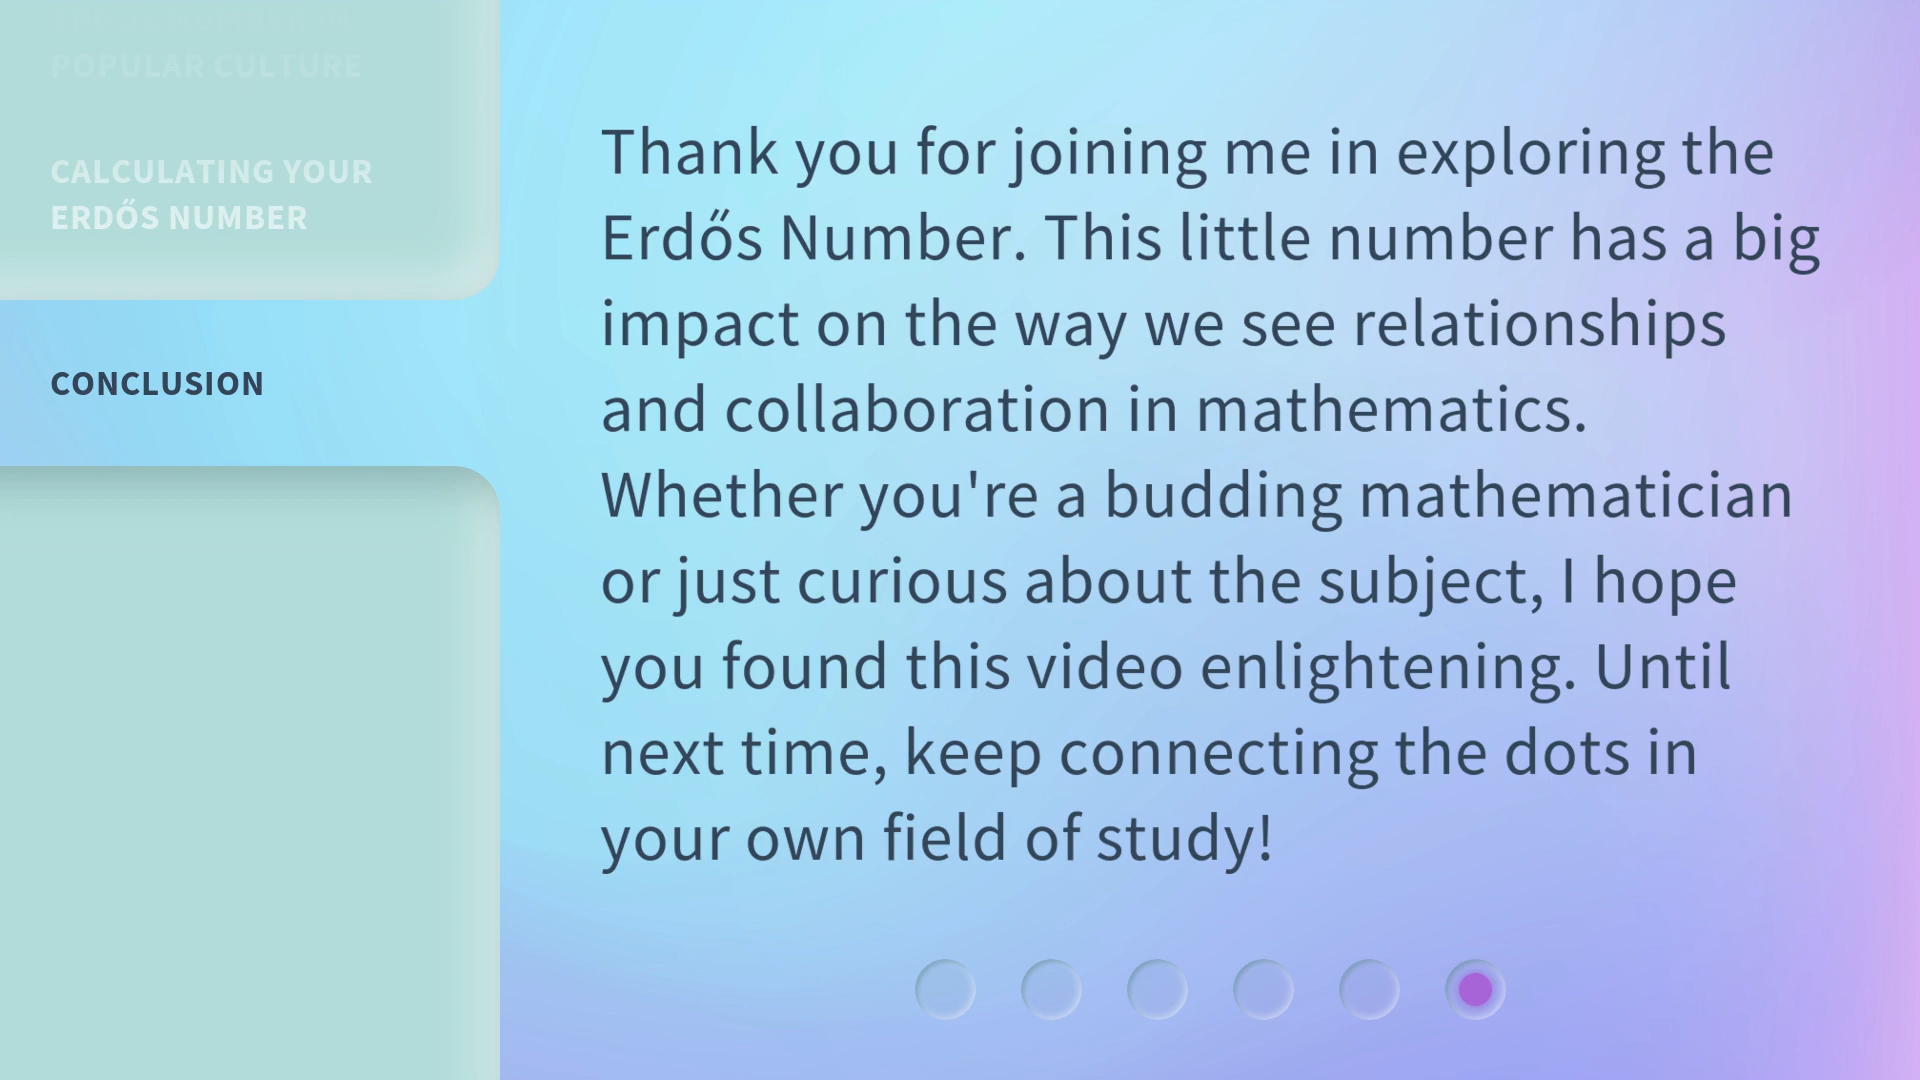 POPULAR CULTURE
CALCULATING YOUR
ERDŐS NUMBER
CONCLUSION
Thank you for joining me in exploring the
Erdős Number. This little number has a big
impact on the way we see relationships
and collaboration in mathematics.
Whether you're a budding mathematician
or just curious about the subject, I hope
you found this video enlightening. Until
next time, keep connecting the dots in
your own field of study!